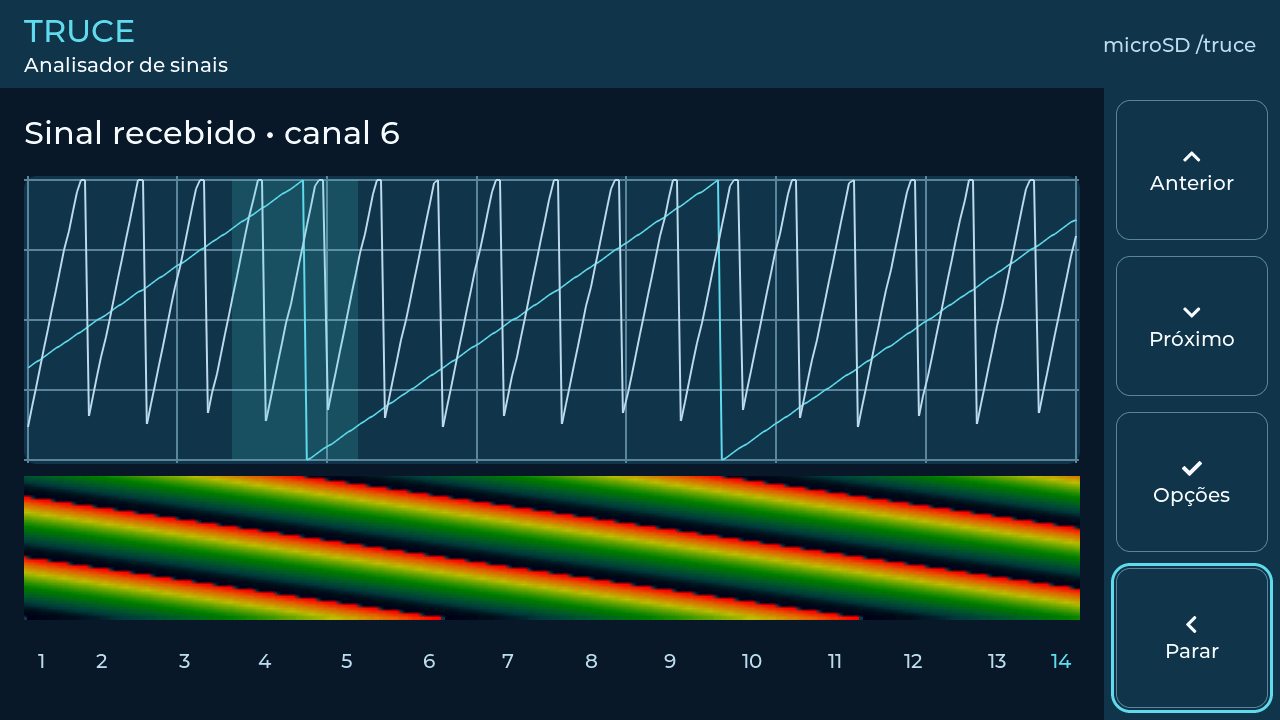 TRUCE
Analisador de sinais
microSD /truce
Sinal recebido • canal 6
Anterior
Próximo
Opções
Parar
1 2 3 4 5 6 7 8 9 10 11 12 13 14